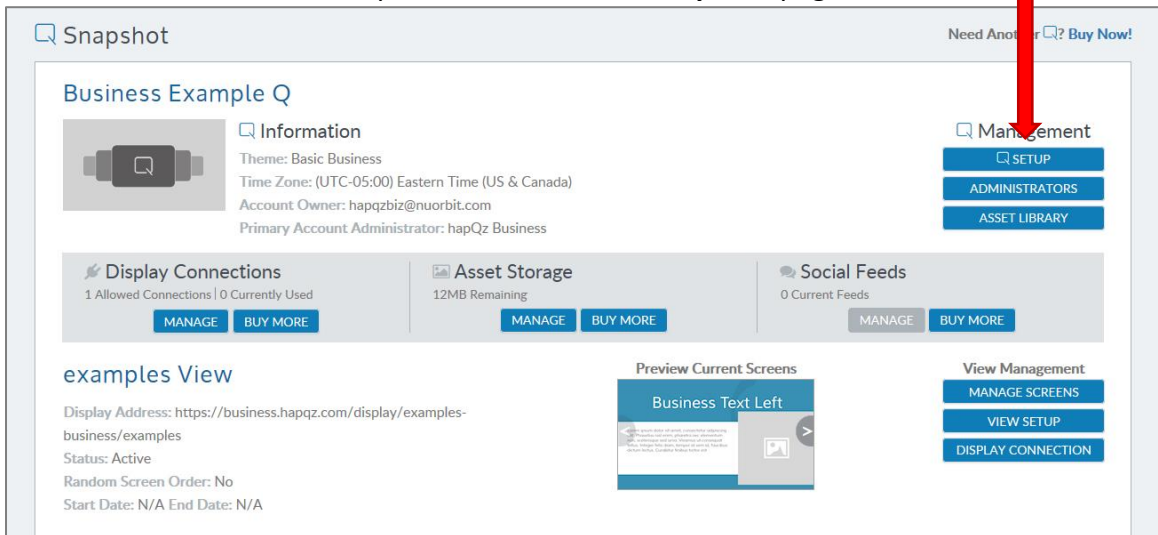 Snapshot
Need Another ? Buy Now!
Business Example Q
Information
Theme: Basic Business
Time Zone: (UTC-05:00) Eastern Time (US & Canada)
Account Owner: hapqzbiz@nuorbit.com
Primary Account Administrator: hapQz Business
Management
SETUP
ADMINISTRATORS
ASSET LIBRARY
Display Connections
1 Allowed Connections | 0 Currently Used
MANAGE BUY MORE
Asset Storage
12MB Remaining
MANAGE BUY MORE
Social Feeds
0 Current Feeds
MANAGE BUY MORE
examples View
Display Address: https://business.hapqz.com/display/examples-
business/examples
Status: Active
Random Screen Order: No
Start Date: N/A End Date: N/A
Preview Current Screens
Business Text Left
View Management
MANAGE SCREENS
VIEW SETUP
DISPLAY CONNECTION